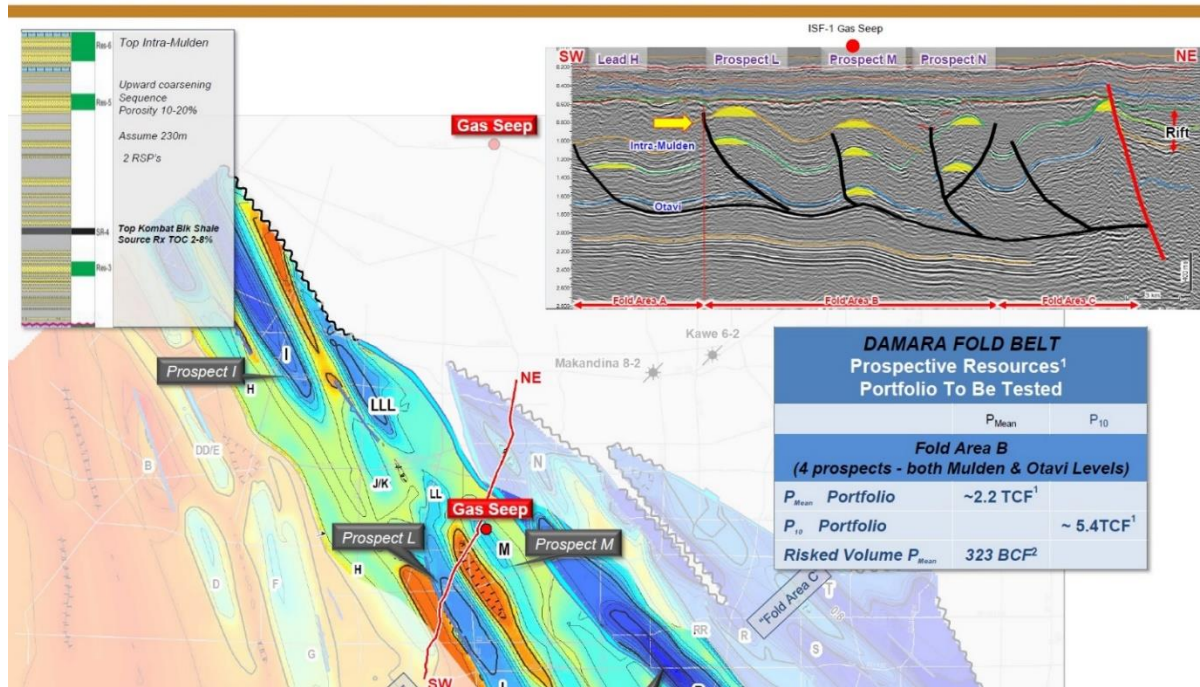 Res-6
Top Intra-Mulden
Upward coarsening
Sequence
Porosity 10-20%
Res-5
Assume 230m
2 RSP's
SR-4
Top Kombat Blk Shale
Source Rx TOC 2-8%
Res-3
ISF-1 Gas Seep
SW
NE
Lead H
Prospect L
Prospect M
Prospect N
Rift
Intra-Mulden
Otavi
Fold Area A
Fold Area B
Fold Area C
Gas Seep
Kawe 6-2
Makandina 8-2
Prospect I
I
H
LLL
NE
DD/E
B
N
J/K
LL
Gas Seep
Prospect L
M
Prospect M
H
D
F
G
"Fold Area C"
T
RR
R
S
SW
DAMARA FOLD BELT
Prospective Resources¹
Portfolio To Be Tested
P Mean P₁₀
Fold Area B
(4 prospects - both Mulden & Otavi Levels)
P Mean Portfolio ~2.2 TCF¹
P₁₀ Portfolio ~ 5.4TCF¹
Risked Volume P Mean 323 BCF²